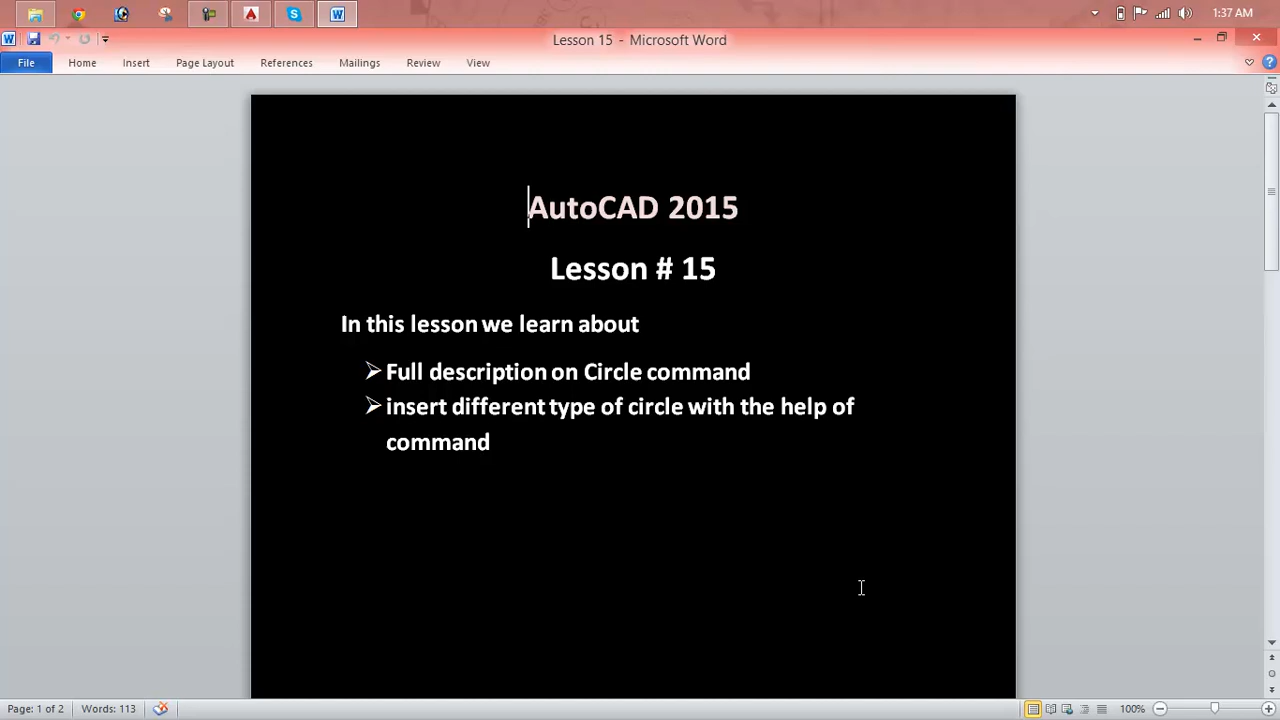 1:37 AM
Lesson 15 - Microsoft Word
File Home Insert Page Layout References Mailings Review View
AutoCAD 2015
Lesson # 15
In this lesson we learn about
➢ Full description on Circle command
➢ insert different type of circle with the help of
command
Page: 1 of 2 Words: 113 100%